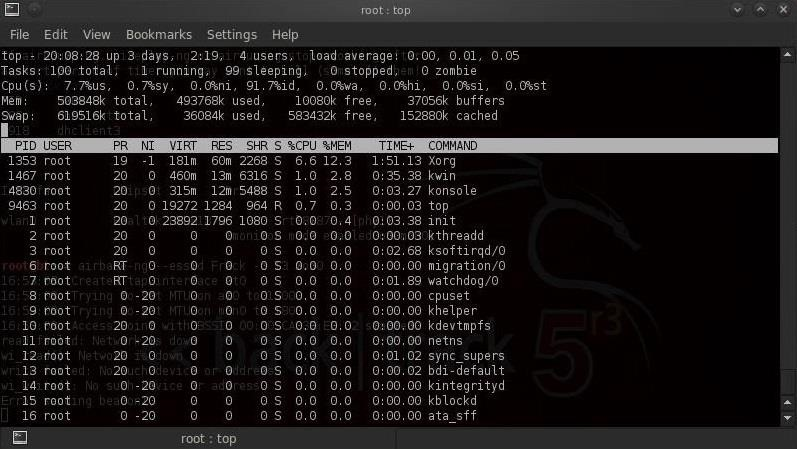 root : top
File Edit View Bookmarks Settings Help
top - 20:08:28 up 3 days, 2:19, 4 users, load average: 0.00, 0.01, 0.05
Tasks: 100 total, 1 running, 99 sleeping, 0 stopped, 0 zombie
Cpu(s): 7.7%us, 0.7%sy, 0.0%ni, 91.7%id, 0.0%wa, 0.0%hi, 0.0%si, 0.0%st
Mem: 503848k total, 493768k used, 10080k free, 37056k buffers
Swap: 619516k total, 36084k used, 583432k free, 152880k cached
PID USER PR NI VIRT RES SHR S %CPU %MEM TIME+ COMMAND
1353 root 19 -1 181m 60m 2268 S 6.6 12.3 1:51.13 Xorg
1467 root 20 0 460m 13m 6316 S 1.0 2.8 0:35.38 kwin
4830 root 20 0 315m 12m 5488 S 1.0 2.5 0:03.27 konsole
9463 root 20 0 19272 1284 964 R 0.7 0.3 0:00.03 top
1 root 20 0 23892 1796 1080 S 0.0 0.4 0:03.38 init
2 root 20 0 0 0 0 S 0.0 0.0 0:00.03 kthreadd
3 root 20 0 0 0 0 S 0.0 0.0 0:02.68 ksoftirqd/0
6 root RT 0 0 0 0 S 0.0 0.0 0:00.00 migration/0
7 root RT 0 0 0 0 S 0.0 0.0 0:01.89 watchdog/0
8 root 0 -20 0 0 0 S 0.0 0.0 0:00.00 cpuset
9 root 0 -20 0 0 0 S 0.0 0.0 0:00.00 khelper
10 root 20 0 0 0 0 S 0.0 0.0 0:00.00 kdevtmpfs
11 root 0 -20 0 0 0 S 0.0 0.0 0:00.00 netns
12 root 20 0 0 0 0 S 0.0 0.0 0:01.02 sync_supers
13 root 20 0 0 0 0 S 0.0 0.0 0:00.02 bdi-default
14 root 0 -20 0 0 0 S 0.0 0.0 0:00.00 kintegrityd
15 root 0 -20 0 0 0 S 0.0 0.0 0:00.00 kblockd
16 root 0 -20 0 0 0 S 0.0 0.0 0:00.00 ata_sff
5 r3
root : top